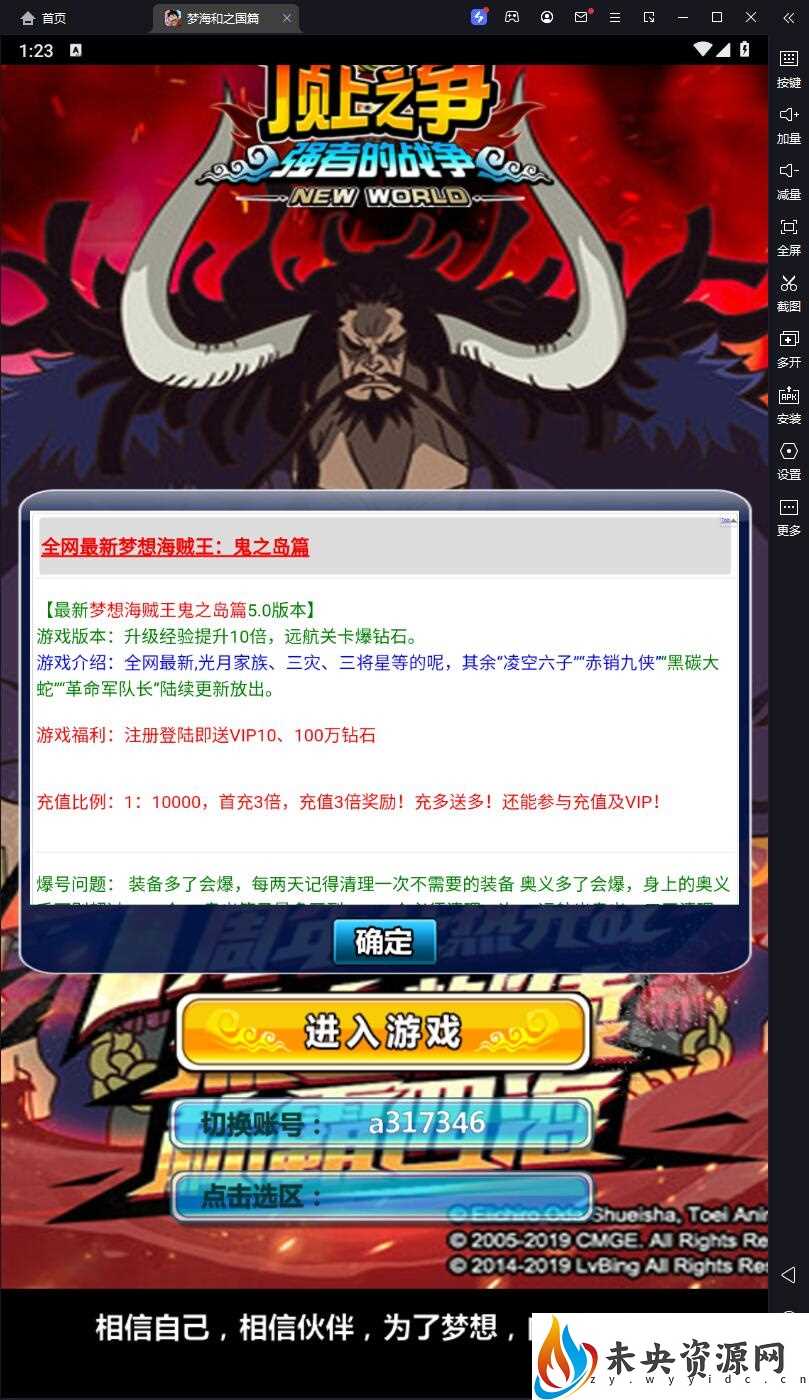 首页
梦海和之国篇
1:23
按键
加量
减量
全屏
截图
多开
安装
设置
更多
顶上之争
强者的战争
NEW WORLD
Top
全网最新梦想海贼王：鬼之岛篇
【最新梦想海贼王鬼之岛篇5.0版本】
游戏版本：升级经验提升10倍，远航关卡爆钻石。
游戏介绍：全网最新,光月家族、三灾、三将星等的呢，其余“凌空六子”“赤销九侠”“黑碳大
蛇”“革命军队长”陆续更新放出。
游戏福利：注册登陆即送VIP10、100万钻石
充值比例：1：10000，首充3倍，充值3倍奖励！充多送多！还能参与充值及VIP！
爆号问题： 装备多了会爆，每两天记得清理一次不需要的装备 奥义多了会爆，身上的奥义
确定
进入游戏
切换账号： a317346
点击选区：
© Eiichiro Oda/Shueisha, Toei Ani
© 2005-2019 CMGE. All Rights Re
© 2014-2019 LvBing All Rights Re
相信自己，相信伙伴，为了梦想，
未央资源网
zy.wyyidc.cn